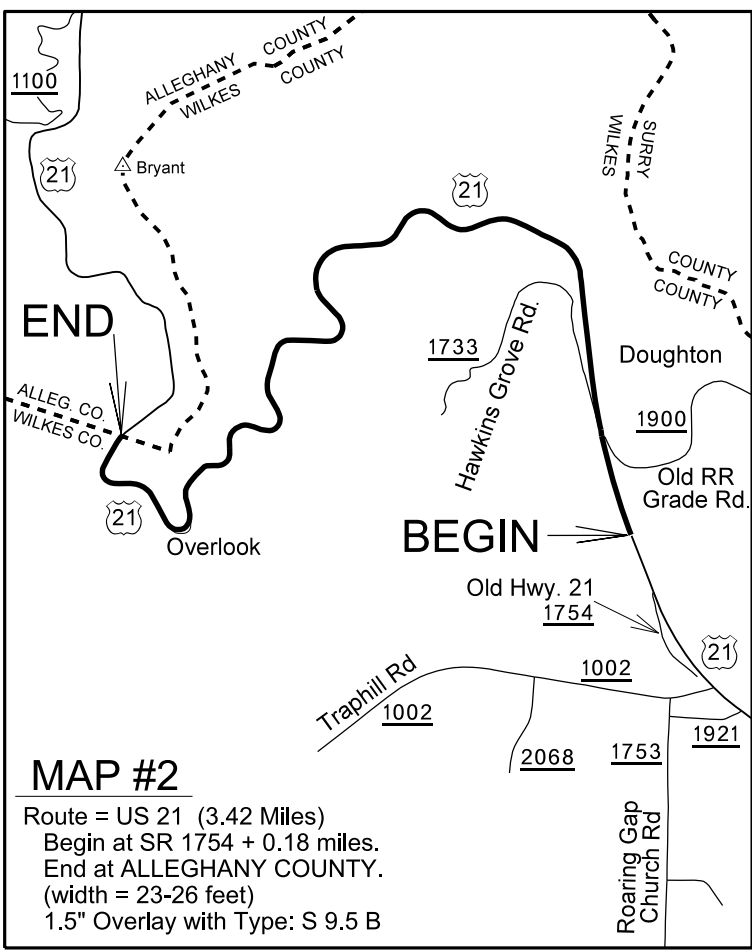 1100
ALLEGHANY COUNTY
WILKES COUNTY
21
Bryant
21
WILKES
SURRY
COUNTY
COUNTY
END
1733
Hawkins Grove Rd.
Doughton
1900
ALLEG. CO.
WILKES CO.
Old RR
Grade Rd.
21
Overlook
BEGIN
Old Hwy. 21
1754
21
Traphill Rd
1002
1002
2068
1753
1921
Roaring Gap
Church Rd
MAP #2
Route = US 21 (3.42 Miles)
Begin at SR 1754 + 0.18 miles.
End at ALLEGHANY COUNTY.
(width = 23-26 feet)
1.5" Overlay with Type: S 9.5 B